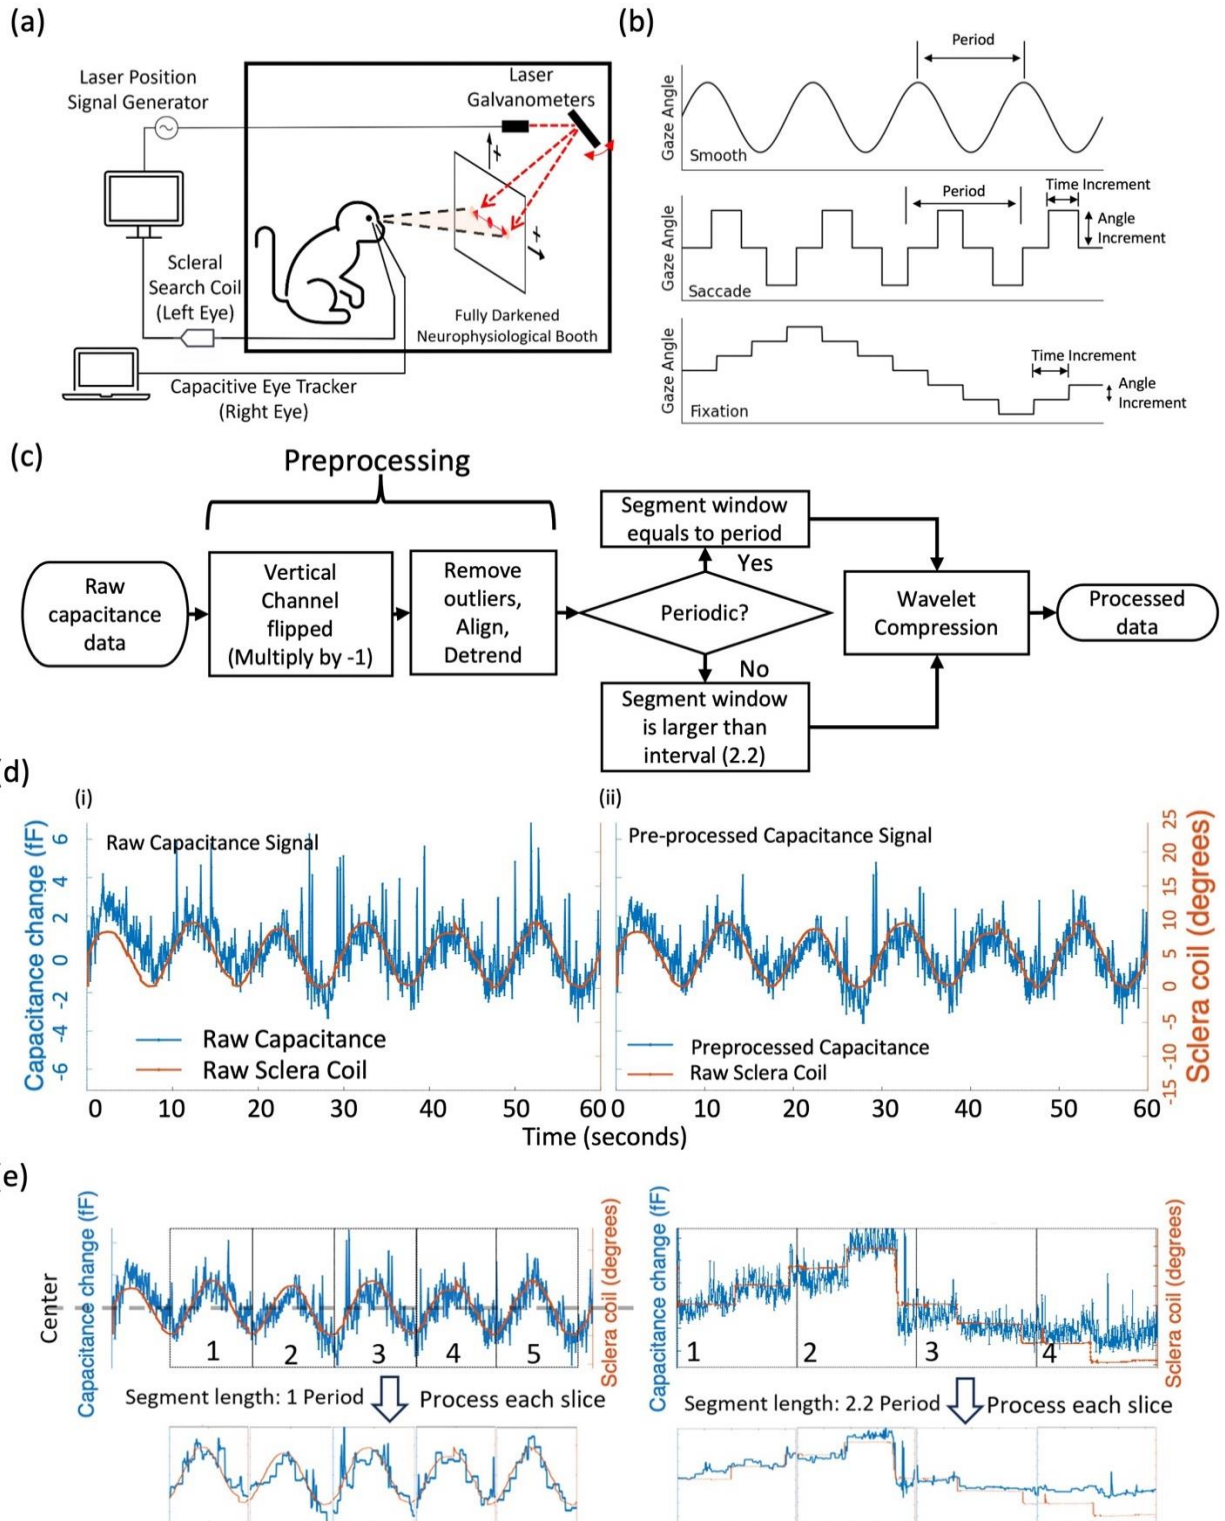 (a)
Laser Position
Signal Generator
Laser
Galvanometers
x
x
Scleral
Search Coil
(Left Eye)
Fully Darkened
Neurophysiological Booth
Capacitive Eye Tracker
(Right Eye)
(b)
Period
Gaze Angle
Smooth
Period
Time Increment
Angle
Increment
Gaze Angle
Saccade
Time Increment
Angle
Increment
Gaze Angle
Fixation
(c)
Preprocessing
Raw
capacitance
data
Vertical
Channel
flipped
(Multiply by -1)
Remove
outliers,
Align,
Detrend
Periodic?
Yes
No
Segment window
equals to period
Segment window
is larger than
interval (2.2)
Wavelet
Compression
Processed
data
(d)
(i)
Raw Capacitance Signal
Capacitance change (fF)
6
4
2
0
-2
-4
-6
Raw Capacitance
Raw Sclera Coil
0 10 20 30 40 50 60
(ii)
Pre-processed Capacitance Signal
Preprocessed Capacitance
Raw Sclera Coil
0 10 20 30 40 50 60
25
20
15
10
5
0
-5
-10
-15
Sclera coil (degrees)
Time (seconds)
(e)
Center
Capacitance change (fF)
1 2 3 4 5
Sclera coil (degrees)
Segment length: 1 Period
Process each slice
Capacitance change (fF)
1 2 3 4
Sclera coil (degrees)
Segment length: 2.2 Period
Process each slice